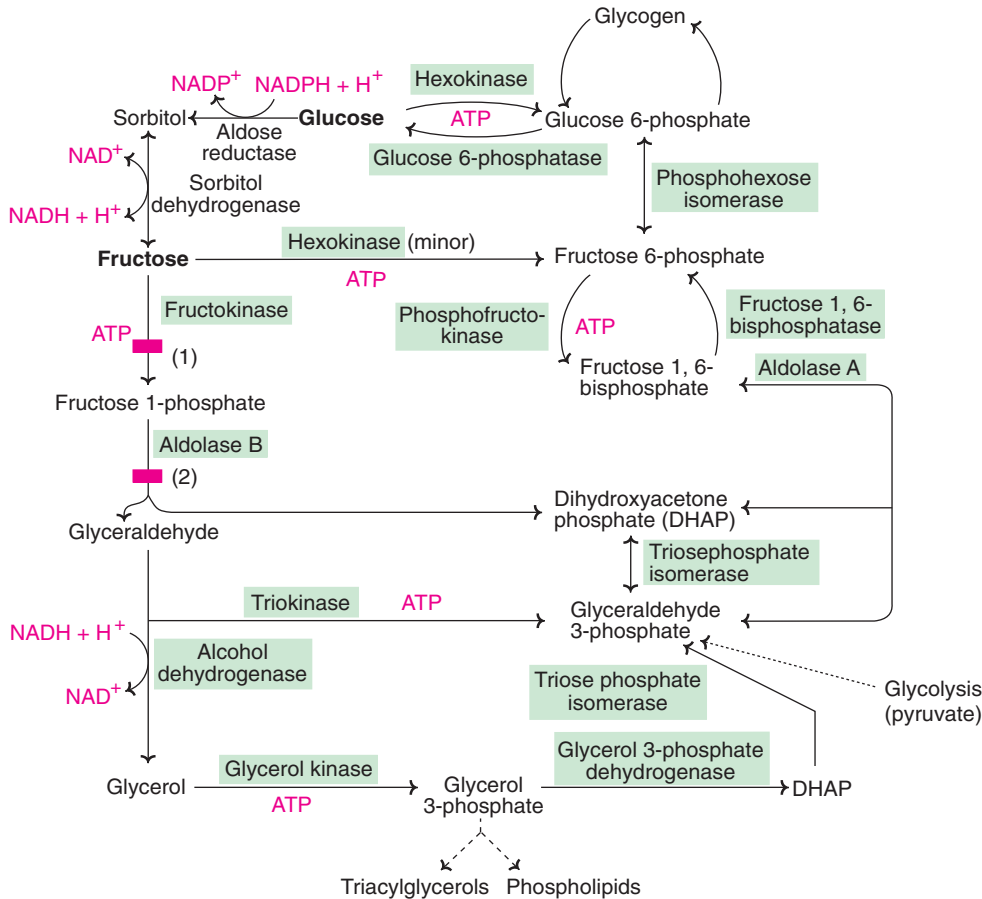 Glycogen
NADP+ NADPH + H+
Hexokinase
Sorbitol
Glucose
ATP
Glucose 6-phosphate
Aldose
reductase
Glucose 6-phosphatase
NAD+
Sorbitol
dehydrogenase
NADH + H+
Phosphohexose
isomerase
Fructose
Hexokinase (minor)
ATP
Fructose 6-phosphate
Fructokinase
ATP
(1)
Phosphofructo-
kinase
ATP
Fructose 1, 6-
bisphosphatase
Fructose 1, 6-
bisphosphate
Aldolase A
Fructose 1-phosphate
Aldolase B
(2)
Glyceraldehyde
Dihydroxyacetone
phosphate (DHAP)
Triosephosphate
isomerase
Triokinase
ATP
Glyceraldehyde
3-phosphate
NADH + H+
Alcohol
dehydrogenase
NAD+
Triose phosphate
isomerase
Glycolysis
(pyruvate)
Glycerol
Glycerol kinase
ATP
Glycerol
3-phosphate
Glycerol 3-phosphate
dehydrogenase
DHAP
Triacylglycerols Phospholipids